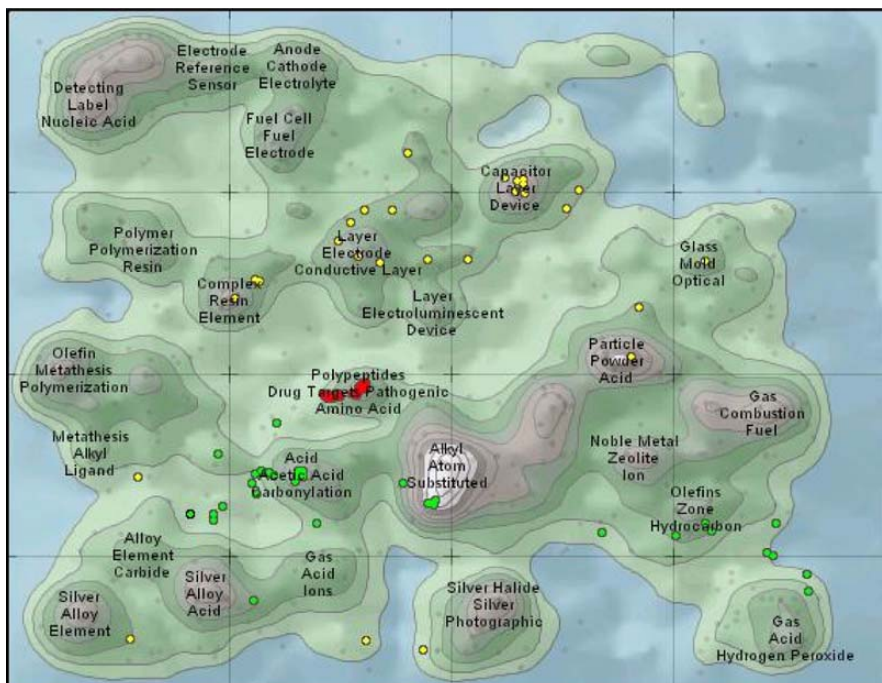 Electrode
Reference
Sensor
Anode
Cathode
Electrolyte
Detecting
Label
Nucleic Acid
Fuel Cell
Fuel
Electrode
Capacitor
Layer
Device
Polymer
Polymerization
Resin
Layer
Electrode
Conductive Layer
Glass
Mold
Optical
Complex
Resin
Element
Layer
Electroluminescent
Device
Particle
Powder
Acid
Olefin
Metathesis
Polymerization
Polypeptides
Drug Targets Pathogenic
Amino Acid
Gas
Combustion
Fuel
Metathesis
Alkyl
Ligand
Acid
Acetic Acid
Carbonylation
Alkyl
Atom
Substituted
Noble Metal
Zeolite
Ion
Olefins
Zone
Hydrocarbon
Alloy
Element
Carbide
Gas
Acid
Ions
Silver
Alloy
Element
Silver
Alloy
Acid
Silver Halide
Silver
Photographic
Gas
Acid
Hydrogen Peroxide